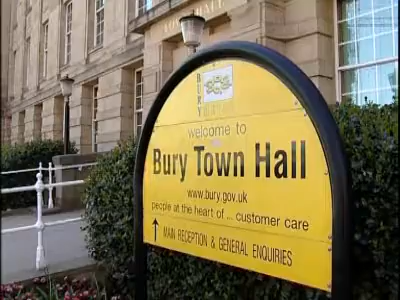 BURY
welcome to
Bury Town Hall
www.bury.gov.uk
people at the heart of ... customer care
MAIN RECEPTION & GENERAL ENQUIRIES